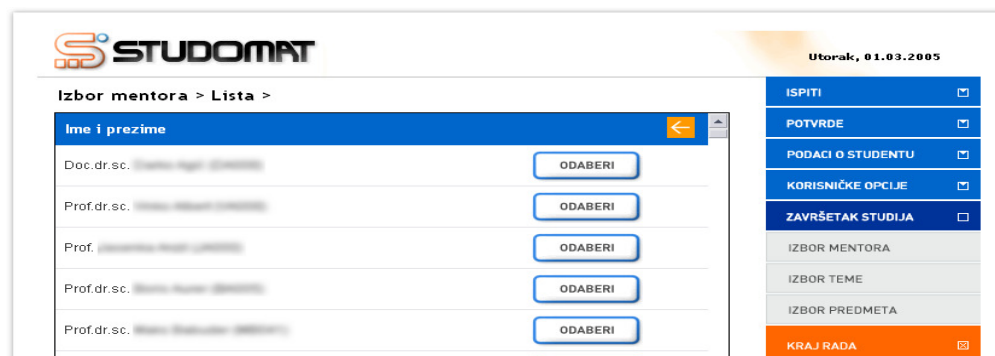 STUDOMAT
Utorak, 01.03.2005
Izbor mentora > Lista >
Ime i prezime
Doc.dr.sc.
ODABERI
Prof.dr.sc.
ODABERI
Prof.
ODABERI
Prof.dr.sc.
ODABERI
Prof.dr.sc.
ODABERI
ISPITI
POTVRDE
PODACI O STUDENTU
KORISNIČKE OPCIJE
ZAVRŠETAK STUDIJA
IZBOR MENTORA
IZBOR TEME
IZBOR PREDMETA
KRAJ RADA